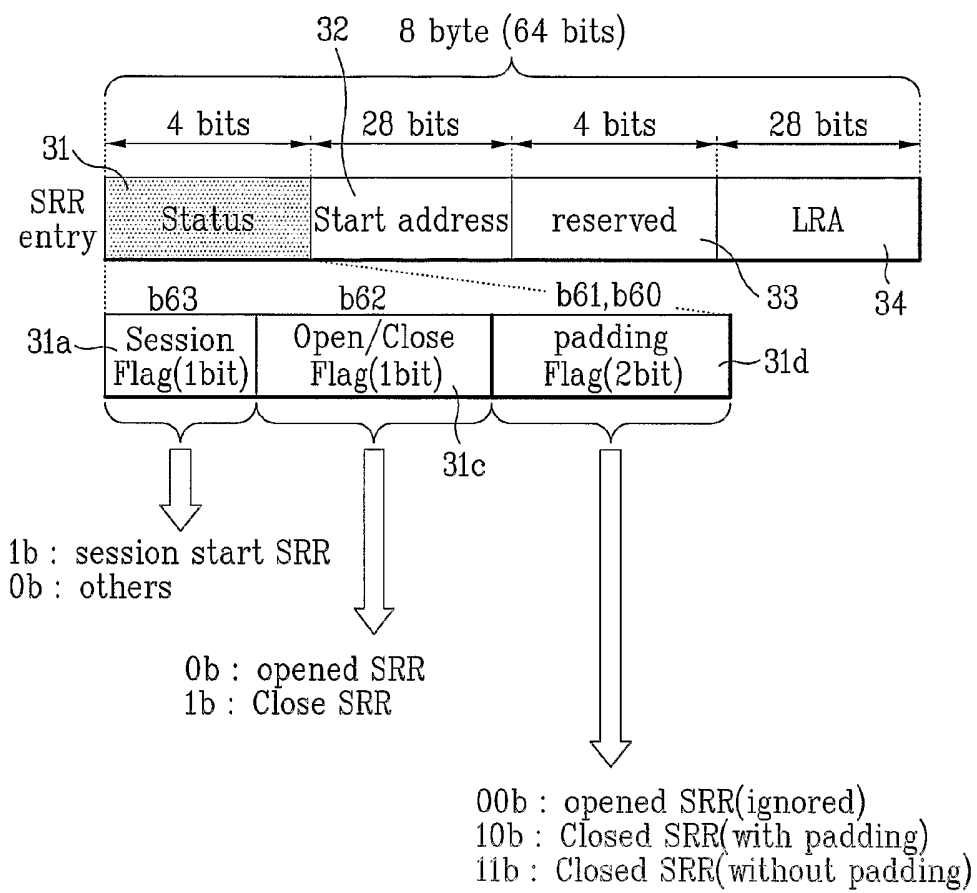 32
8 byte (64 bits)
4 bits
28 bits
4 bits
28 bits
31
SRR
entry
Status
Start address
reserved
LRA
33
34
b63
b62
b61,b60
31a
Session
Flag(1bit)
Open/Close
Flag(1bit)
padding
Flag(2bit)
31d
31c
1b : session start SRR
0b : others
0b : opened SRR
1b : Close SRR
00b : opened SRR(ignored)
10b : Closed SRR(with padding)
11b : Closed SRR(without padding)